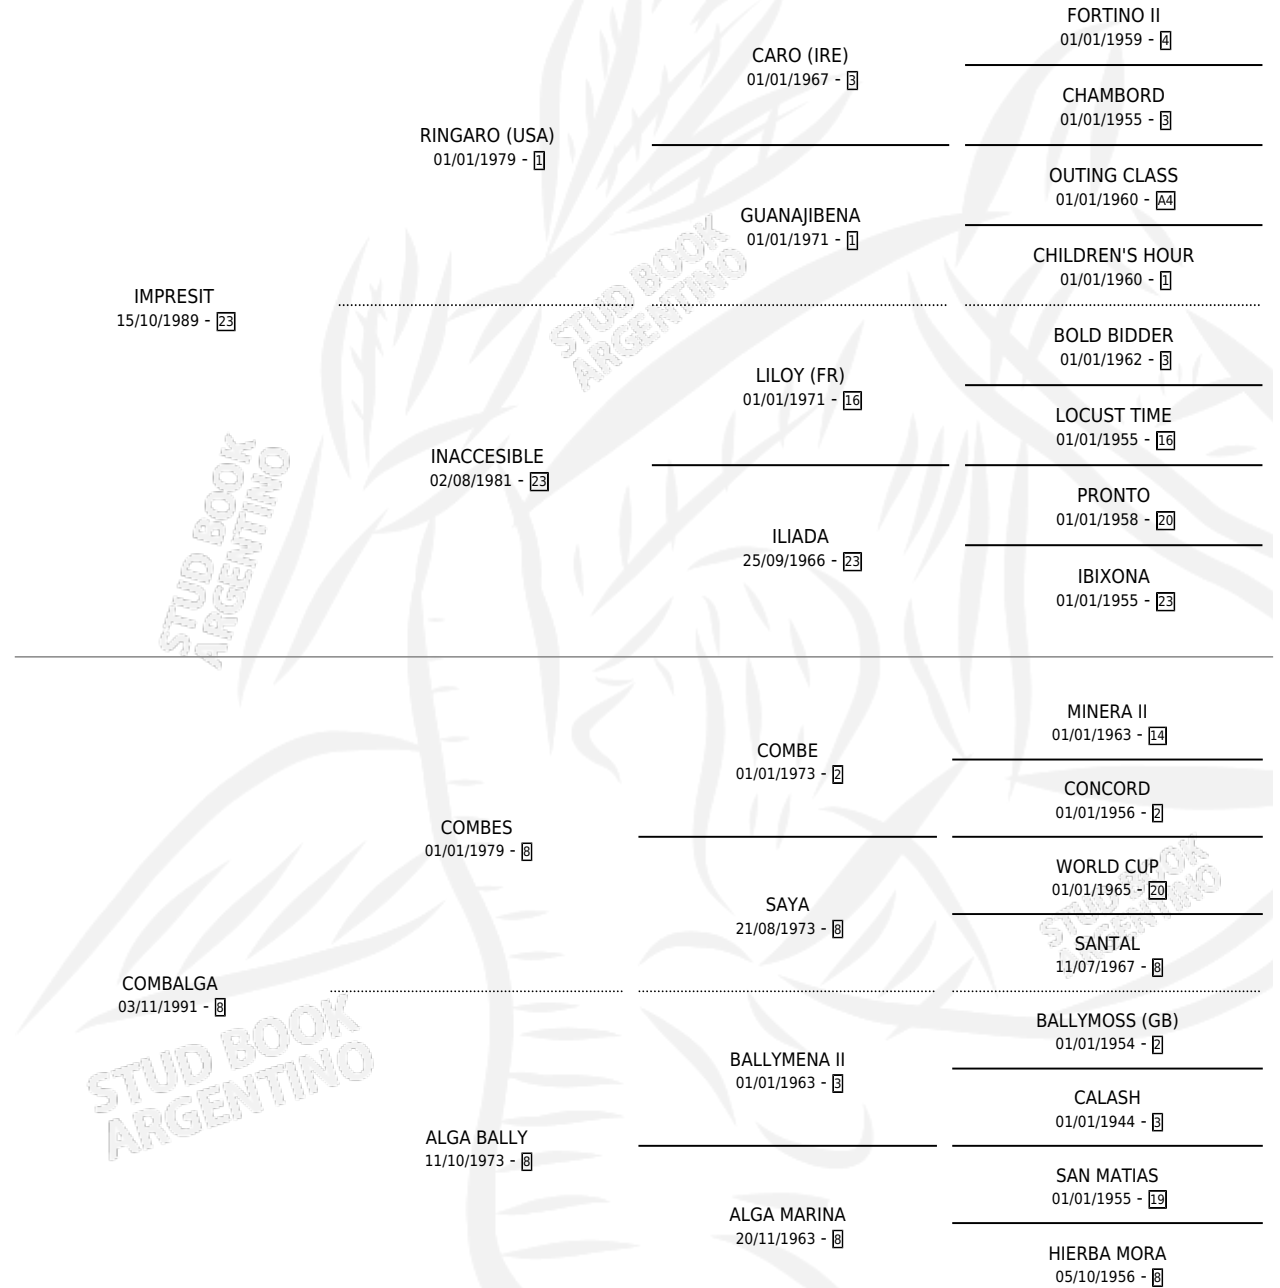 FORTINO II
01/01/1959 - 4
CARO (IRE)
01/01/1967 - 3
CHAMBORD
01/01/1955 - 3
RINGARO (USA)
01/01/1979 - 1
OUTING CLASS
01/01/1960 - A4
GUANAJIBENA
01/01/1971 - 1
CHILDREN'S HOUR
01/01/1960 - 1
IMPRESIT
15/10/1989 - 23
BOLD BIDDER
01/01/1962 - 3
LILOY (FR)
01/01/1971 - 16
LOCUST TIME
01/01/1955 - 16
INACCESIBLE
02/08/1981 - 23
PRONTO
01/01/1958 - 20
ILIADA
25/09/1966 - 23
IBIXONA
01/01/1955 - 23
MINERA II
01/01/1963 - 14
COMBE
01/01/1973 - 2
CONCORD
01/01/1956 - 2
COMBES
01/01/1979 - 8
WORLD CUP
01/01/1965 - 20
SAYA
21/08/1973 - 8
SANTAL
11/07/1967 - 8
COMBALGA
03/11/1991 - 8
BALLYMOSS (GB)
01/01/1954 - 2
BALLYMENA II
01/01/1963 - 3
CALASH
01/01/1944 - 3
ALGA BALLY
11/10/1973 - 8
SAN MATIAS
01/01/1955 - 19
ALGA MARINA
20/11/1963 - 8
HIERBA MORA
05/10/1956 - 8
STUD BOOK
ARGENTINO
STUD BOOK
ARGENTINO
STUD BOOK
ARGENTINO
STUD BOOK
ARGENTINO